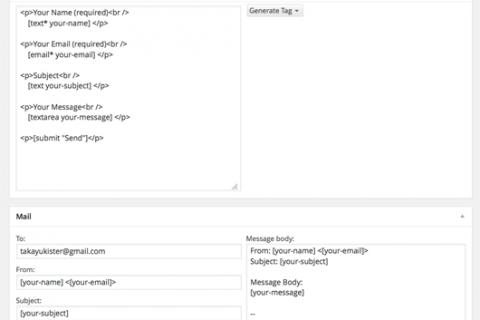 <p>Your Name (required)<br />
[text* your-name] </p>
<p>Your Email (required)<br />
[email* your-email] </p>
<p>Subject<br />
[text your-subject] </p>
<p>Your Message<br />
[textarea your-message] </p>
<p>[submit "Send"]</p>
Generate Tag
Mail
To:
takayukister@gmail.com
From:
[your-name] <[your-email]>
Subject:
[your-subject]
Message body:
From: [your-name] <[your-email]>
Subject: [your-subject]
Message Body:
[your-message]
--